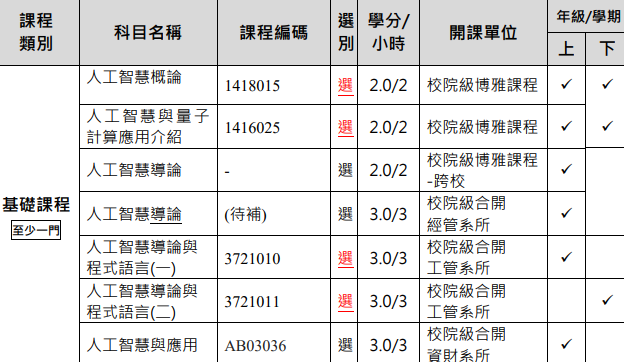 課程類別 科目名稱 課程編碼 選別 學分/小時 開課單位 年級/學期
上 下
基礎課程
至少一門
人工智慧概論 1418015 選 2.0/2 校院級博雅課程 ✓ ✓
人工智慧與量子
計算應用介紹 1416025 選 2.0/2 校院級博雅課程 ✓ ✓
人工智慧導論 - 選 2.0/2 校院級博雅課程
-跨校 ✓
人工智慧導論 (待補) 選 3.0/3 校院級合開
經管系所 ✓
人工智慧導論與
程式語言(一) 3721010 選 3.0/3 校院級合開
工管系所 ✓
人工智慧導論與
程式語言(二) 3721011 選 3.0/3 校院級合開
工管系所 ✓
人工智慧與應用 AB03036 選 3.0/3 校院級合開
資財系所 ✓